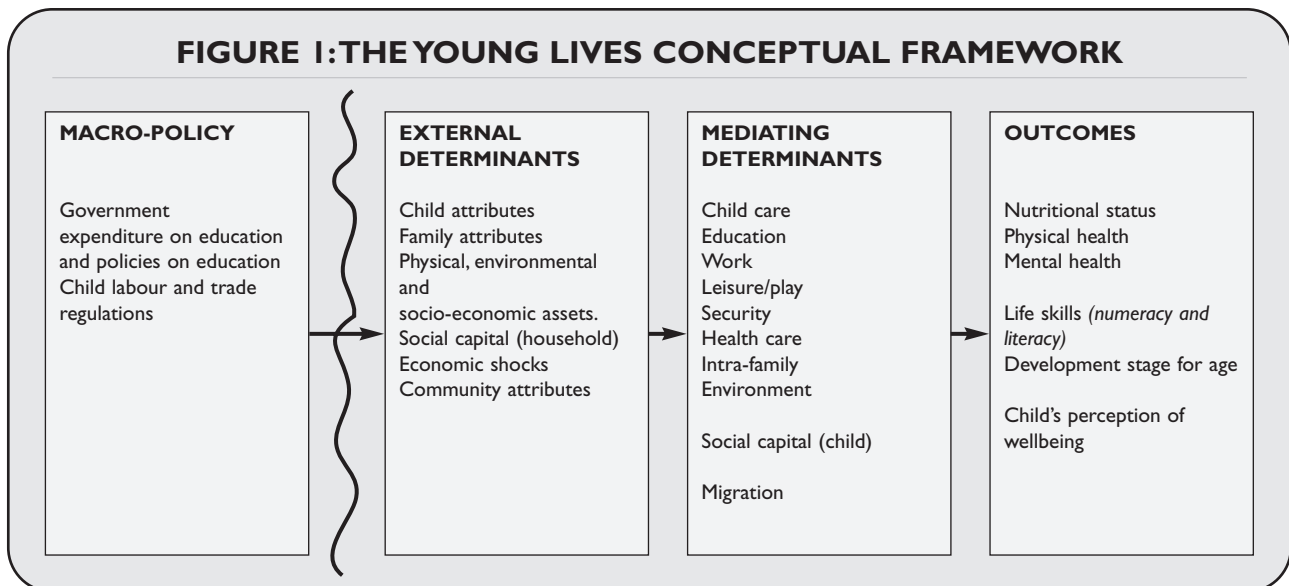 FIGURE 1: THE YOUNG LIVES CONCEPTUAL FRAMEWORK
MACRO-POLICY
Government
expenditure on education
and policies on education
Child labour and trade
regulations
EXTERNAL
DETERMINANTS
Child attributes
Family attributes
Physical, environmental
and
socio-economic assets.
Social capital (household)
Economic shocks
Community attributes
MEDIATING
DETERMINANTS
Child care
Education
Work
Leisure/play
Security
Health care
Intra-family
Environment
Social capital (child)
Migration
OUTCOMES
Nutritional status
Physical health
Mental health
Life skills (numeracy and
literacy)
Development stage for age
Child’s perception of
wellbeing